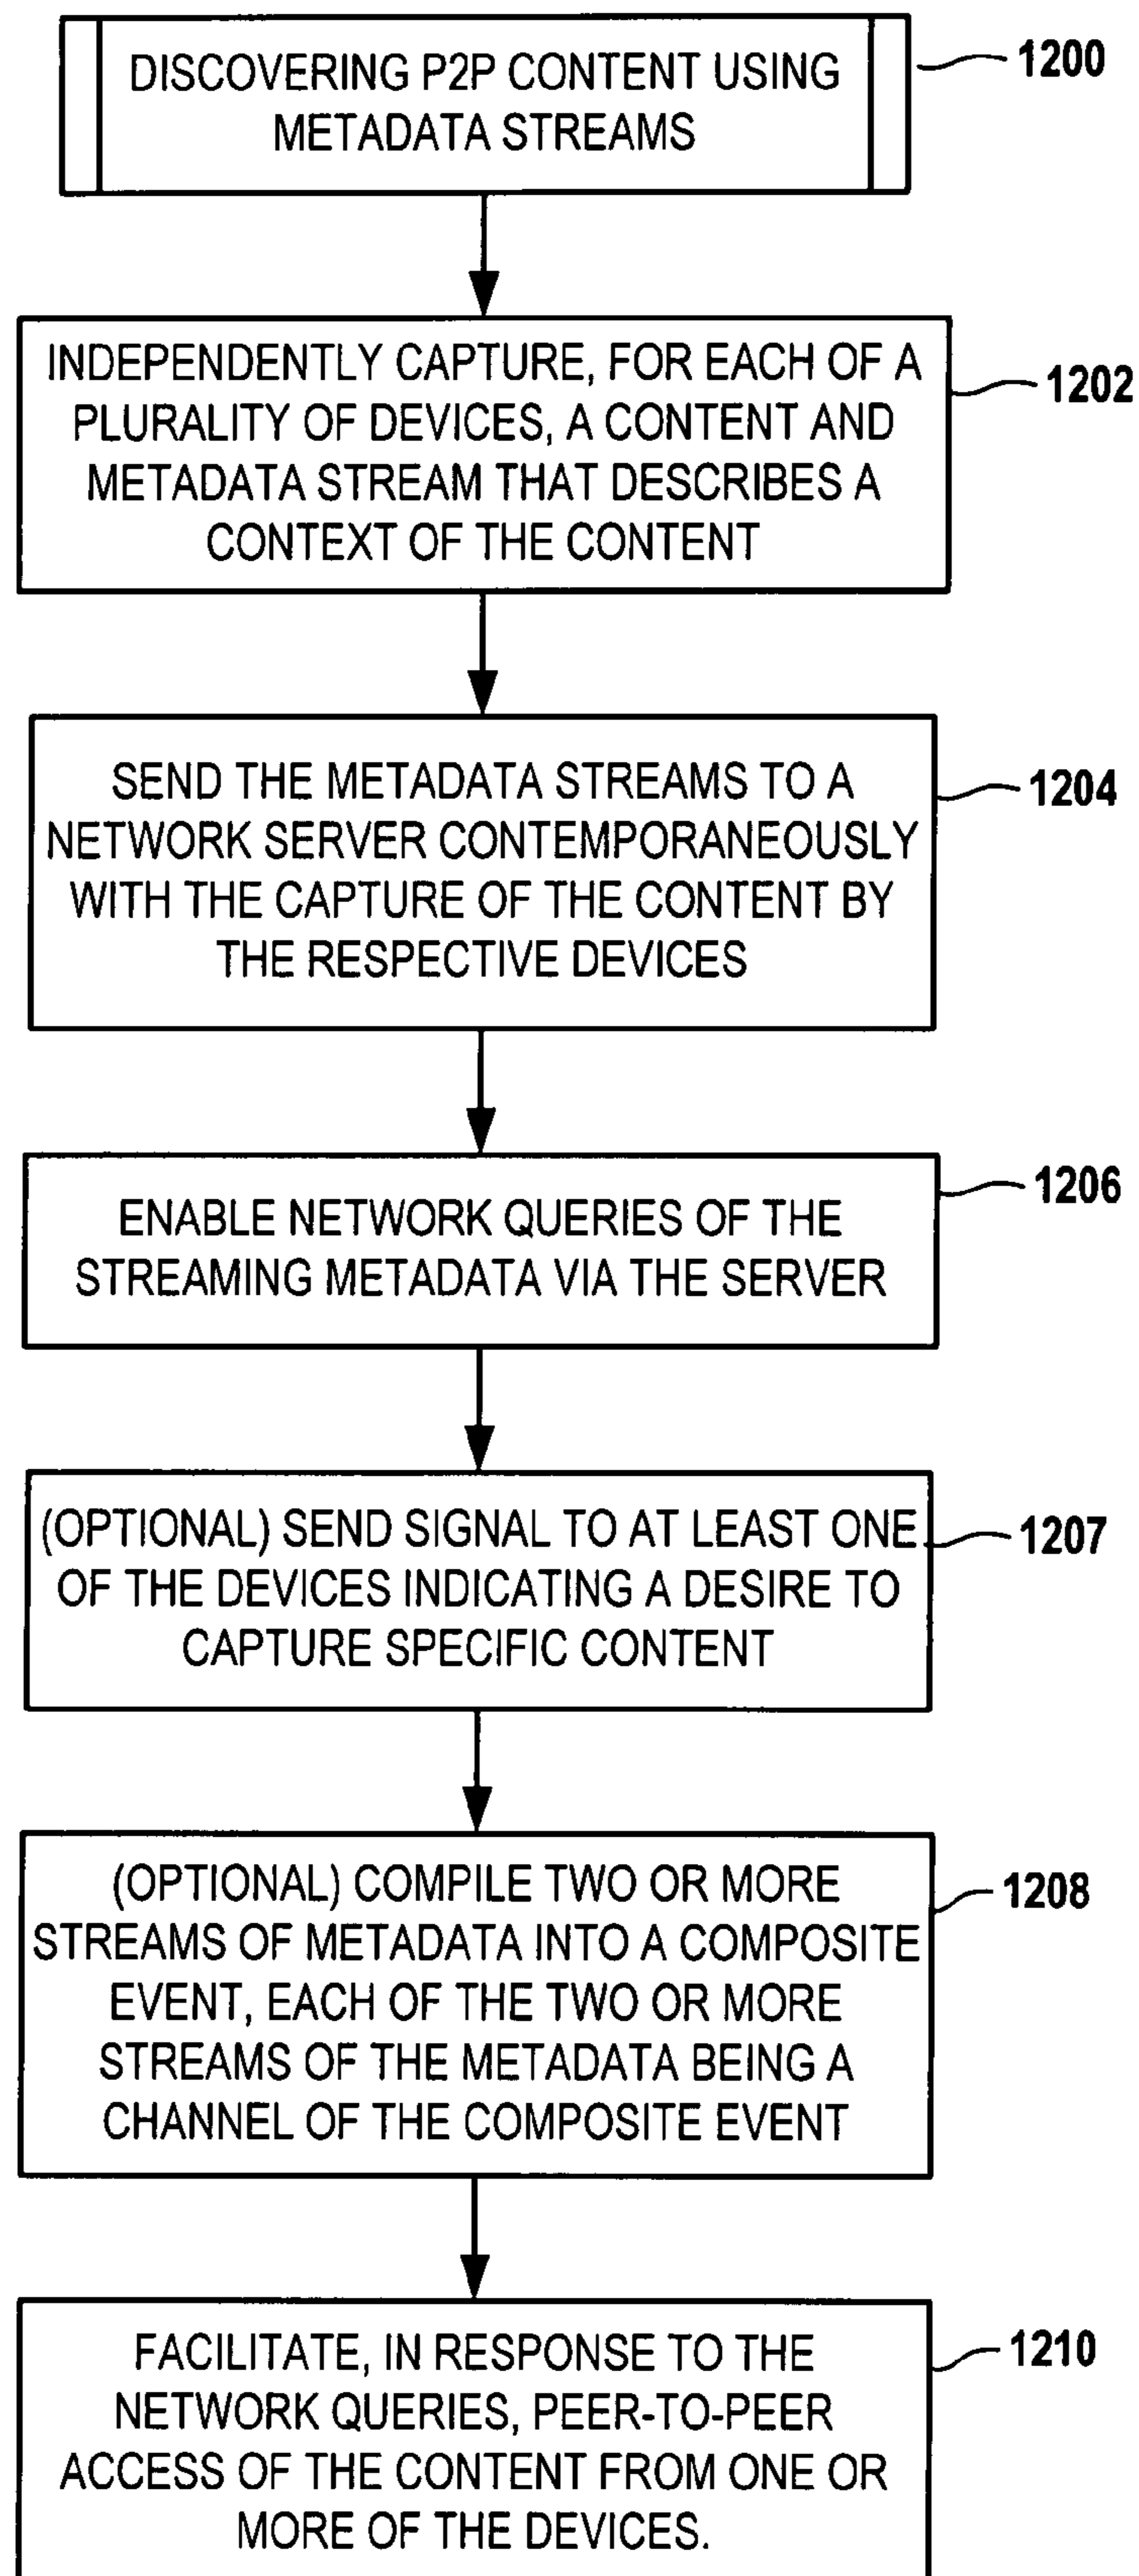 DISCOVERING P2P CONTENT USING
METADATA STREAMS
1200
INDEPENDENTLY CAPTURE, FOR EACH OF A
PLURALITY OF DEVICES, A CONTENT AND
METADATA STREAM THAT DESCRIBES A
CONTEXT OF THE CONTENT
1202
SEND THE METADATA STREAMS TO A
NETWORK SERVER CONTEMPORANEOUSLY
WITH THE CAPTURE OF THE CONTENT BY
THE RESPECTIVE DEVICES
1204
ENABLE NETWORK QUERIES OF THE
STREAMING METADATA VIA THE SERVER
1206
(OPTIONAL) SEND SIGNAL TO AT LEAST ONE
OF THE DEVICES INDICATING A DESIRE TO
CAPTURE SPECIFIC CONTENT
1207
(OPTIONAL) COMPILE TWO OR MORE
STREAMS OF METADATA INTO A COMPOSITE
EVENT, EACH OF THE TWO OR MORE
STREAMS OF THE METADATA BEING A
CHANNEL OF THE COMPOSITE EVENT
1208
FACILITATE, IN RESPONSE TO THE
NETWORK QUERIES, PEER-TO-PEER
ACCESS OF THE CONTENT FROM ONE OR
MORE OF THE DEVICES.
1210